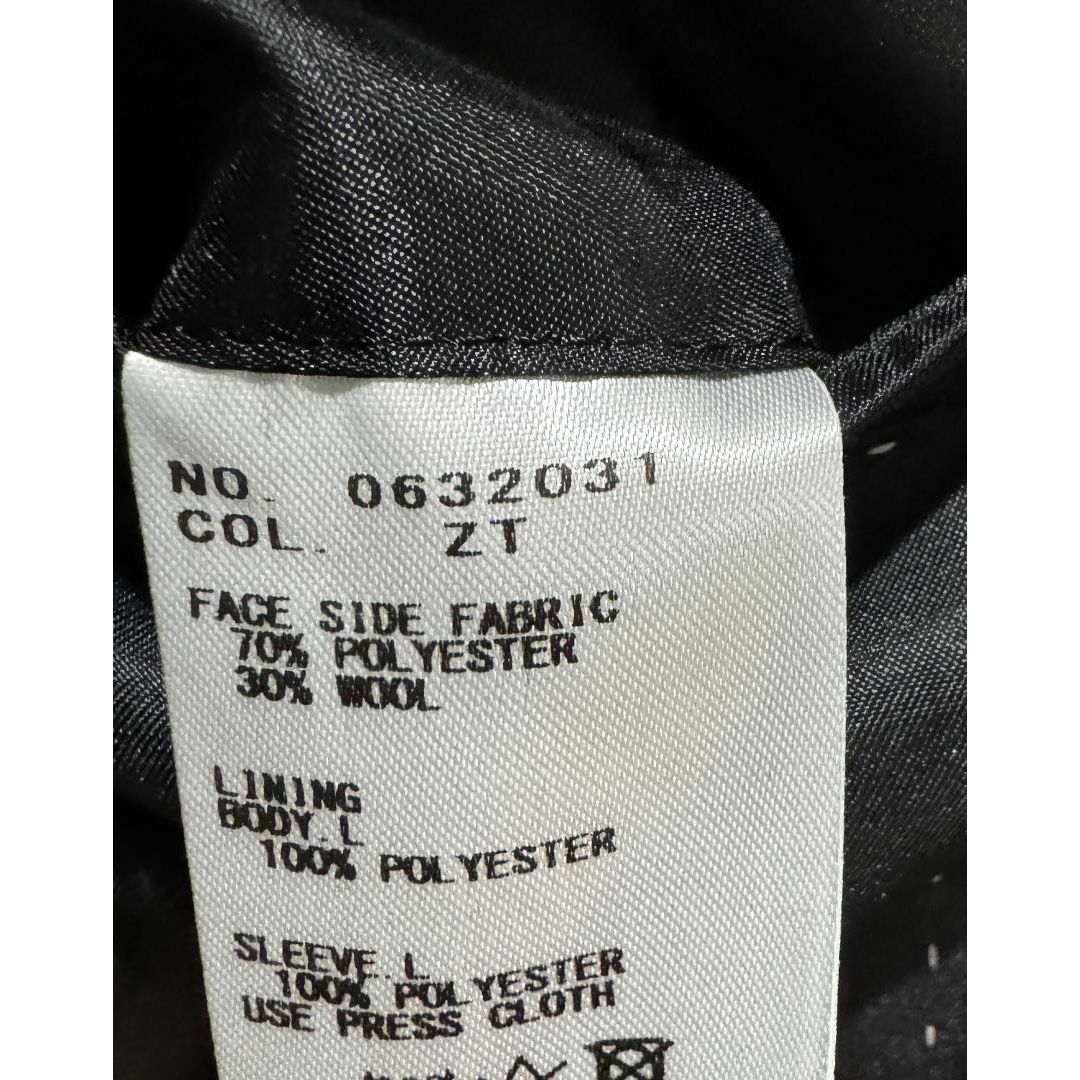 NO. 0632031
COL. ZT
FACE SIDE FABRIC
70% POLYESTER
30% WOOL
LINING
BODY.L
100% POLYESTER
SLEEVE.L
100% POLYESTER
USE PRESS CLOTH